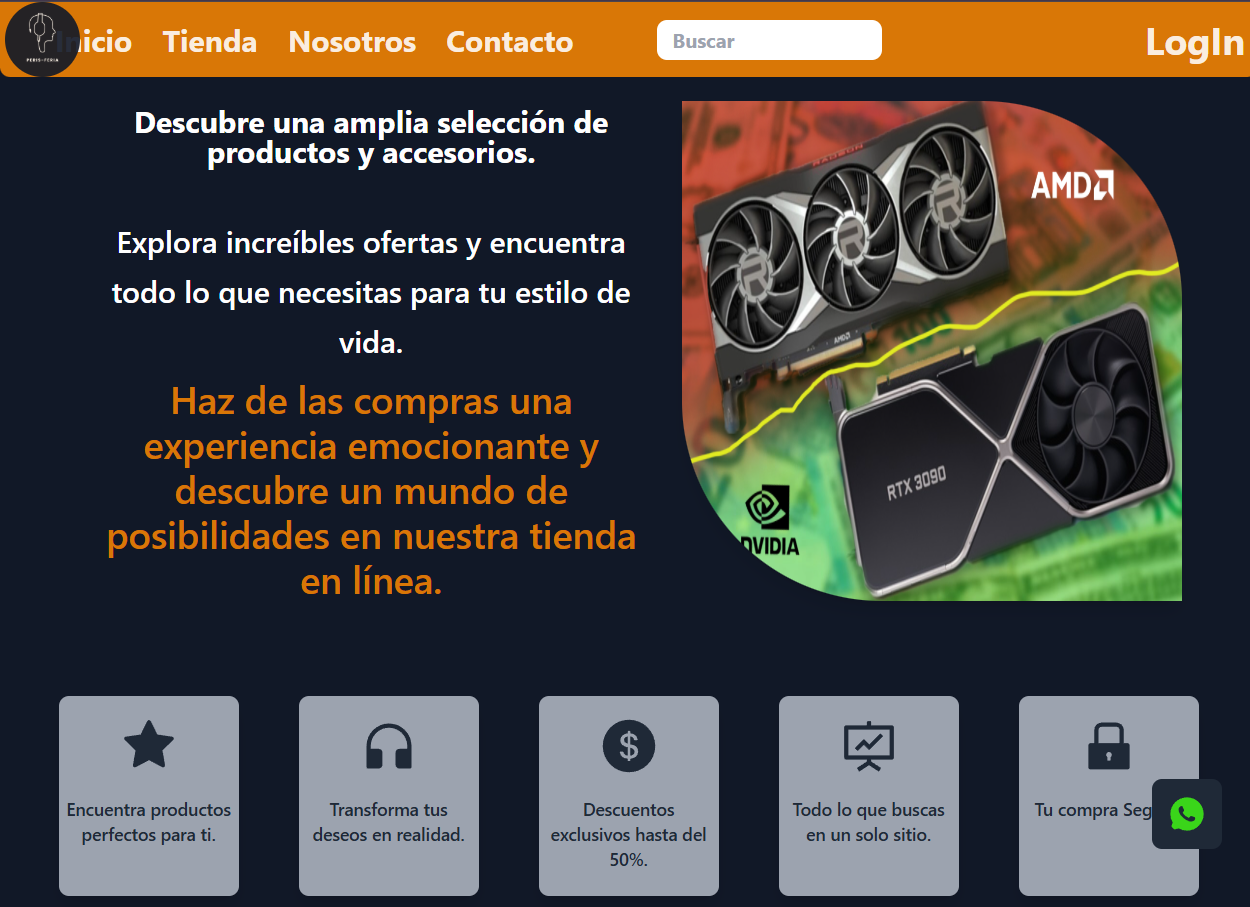 PERIS-FERIA
Inicio Tienda Nosotros Contacto Buscar LogIn
Descubre una amplia selección de
productos y accesorios.
Explora increíbles ofertas y encuentra
todo lo que necesitas para tu estilo de
vida.
Haz de las compras una
experiencia emocionante y
descubre un mundo de
posibilidades en nuestra tienda
en línea.
RADEON
AMD
AMD
RTX 3090
NVIDIA
Encuentra productos
perfectos para ti.
Transforma tus
deseos en realidad.
Descuentos
exclusivos hasta del
50%.
Todo lo que buscas
en un solo sitio.
Tu compra Seg